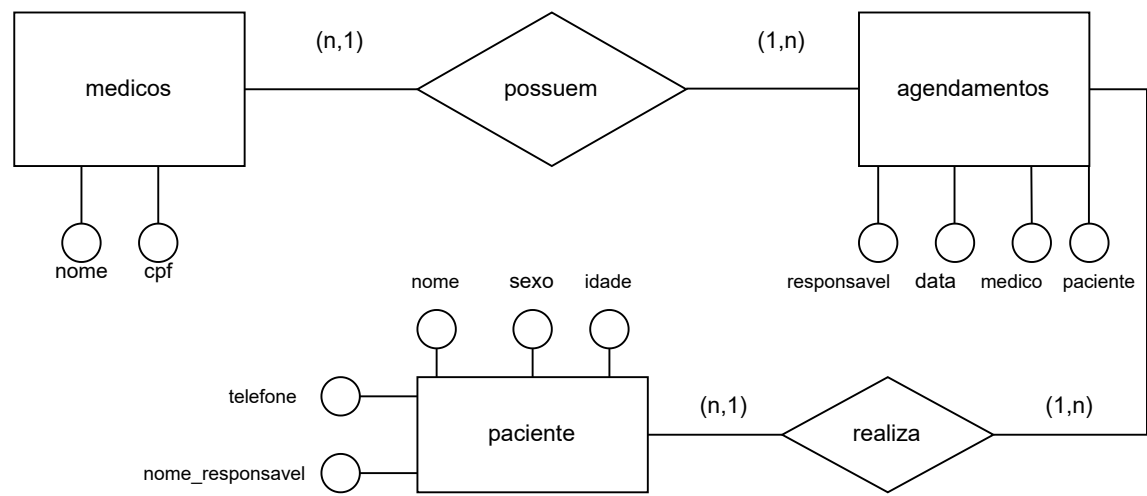 medicos
(n,1)
possuem
(1,n)
agendamentos
nome
cpf
responsavel
data
medico
paciente
nome
sexo
idade
telefone
nome_responsavel
paciente
(n,1)
realiza
(1,n)